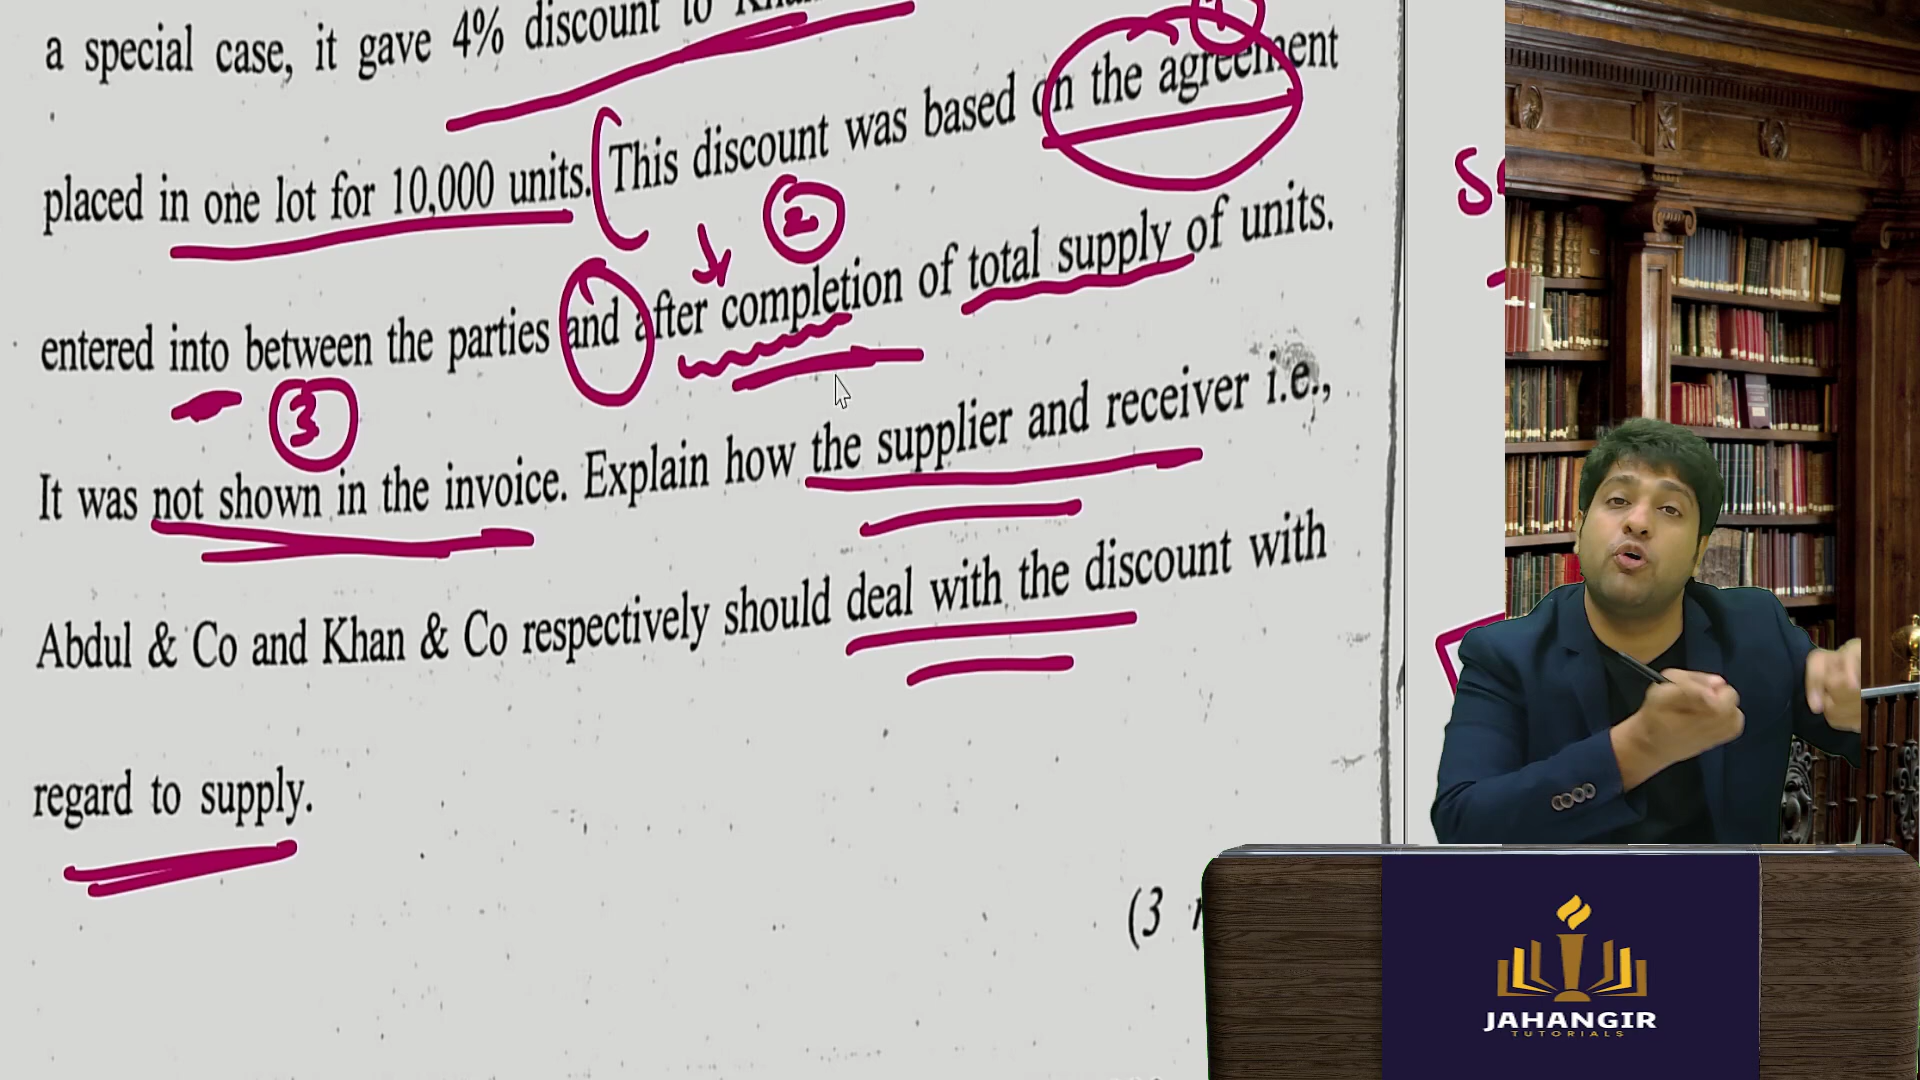 a special case, it gave 4% discount to
placed in one lot for 10,000 units. This discount was based on the agreement
entered into between the parties and after completion of total supply of units.
It was not shown in the invoice. Explain how the supplier and receiver i.e.,
Abdul & Co and Khan & Co respectively should deal with the discount with
regard to supply.
(3
1
2
3
JAHANGIR
TUTORIALS